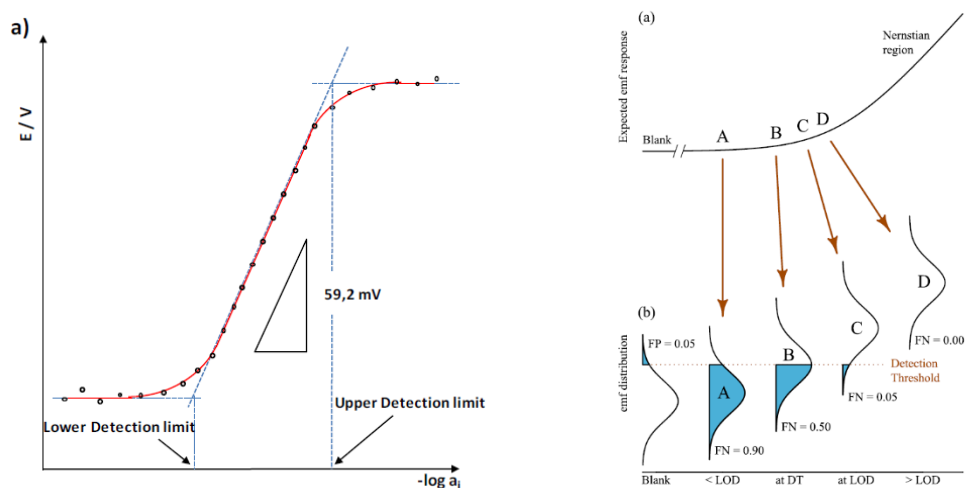 a)
E / V
59,2 mV
Lower Detection limit
Upper Detection limit
-log ai
(a)
Expected emf response
Nernstian
region
Blank
A
B
C
D
(b)
emf distribution
FP = 0.05
A
B
C
D
FN = 0.00
Detection
Threshold
FN = 0.05
FN = 0.50
FN = 0.90
Blank
< LOD
at DT
at LOD
> LOD